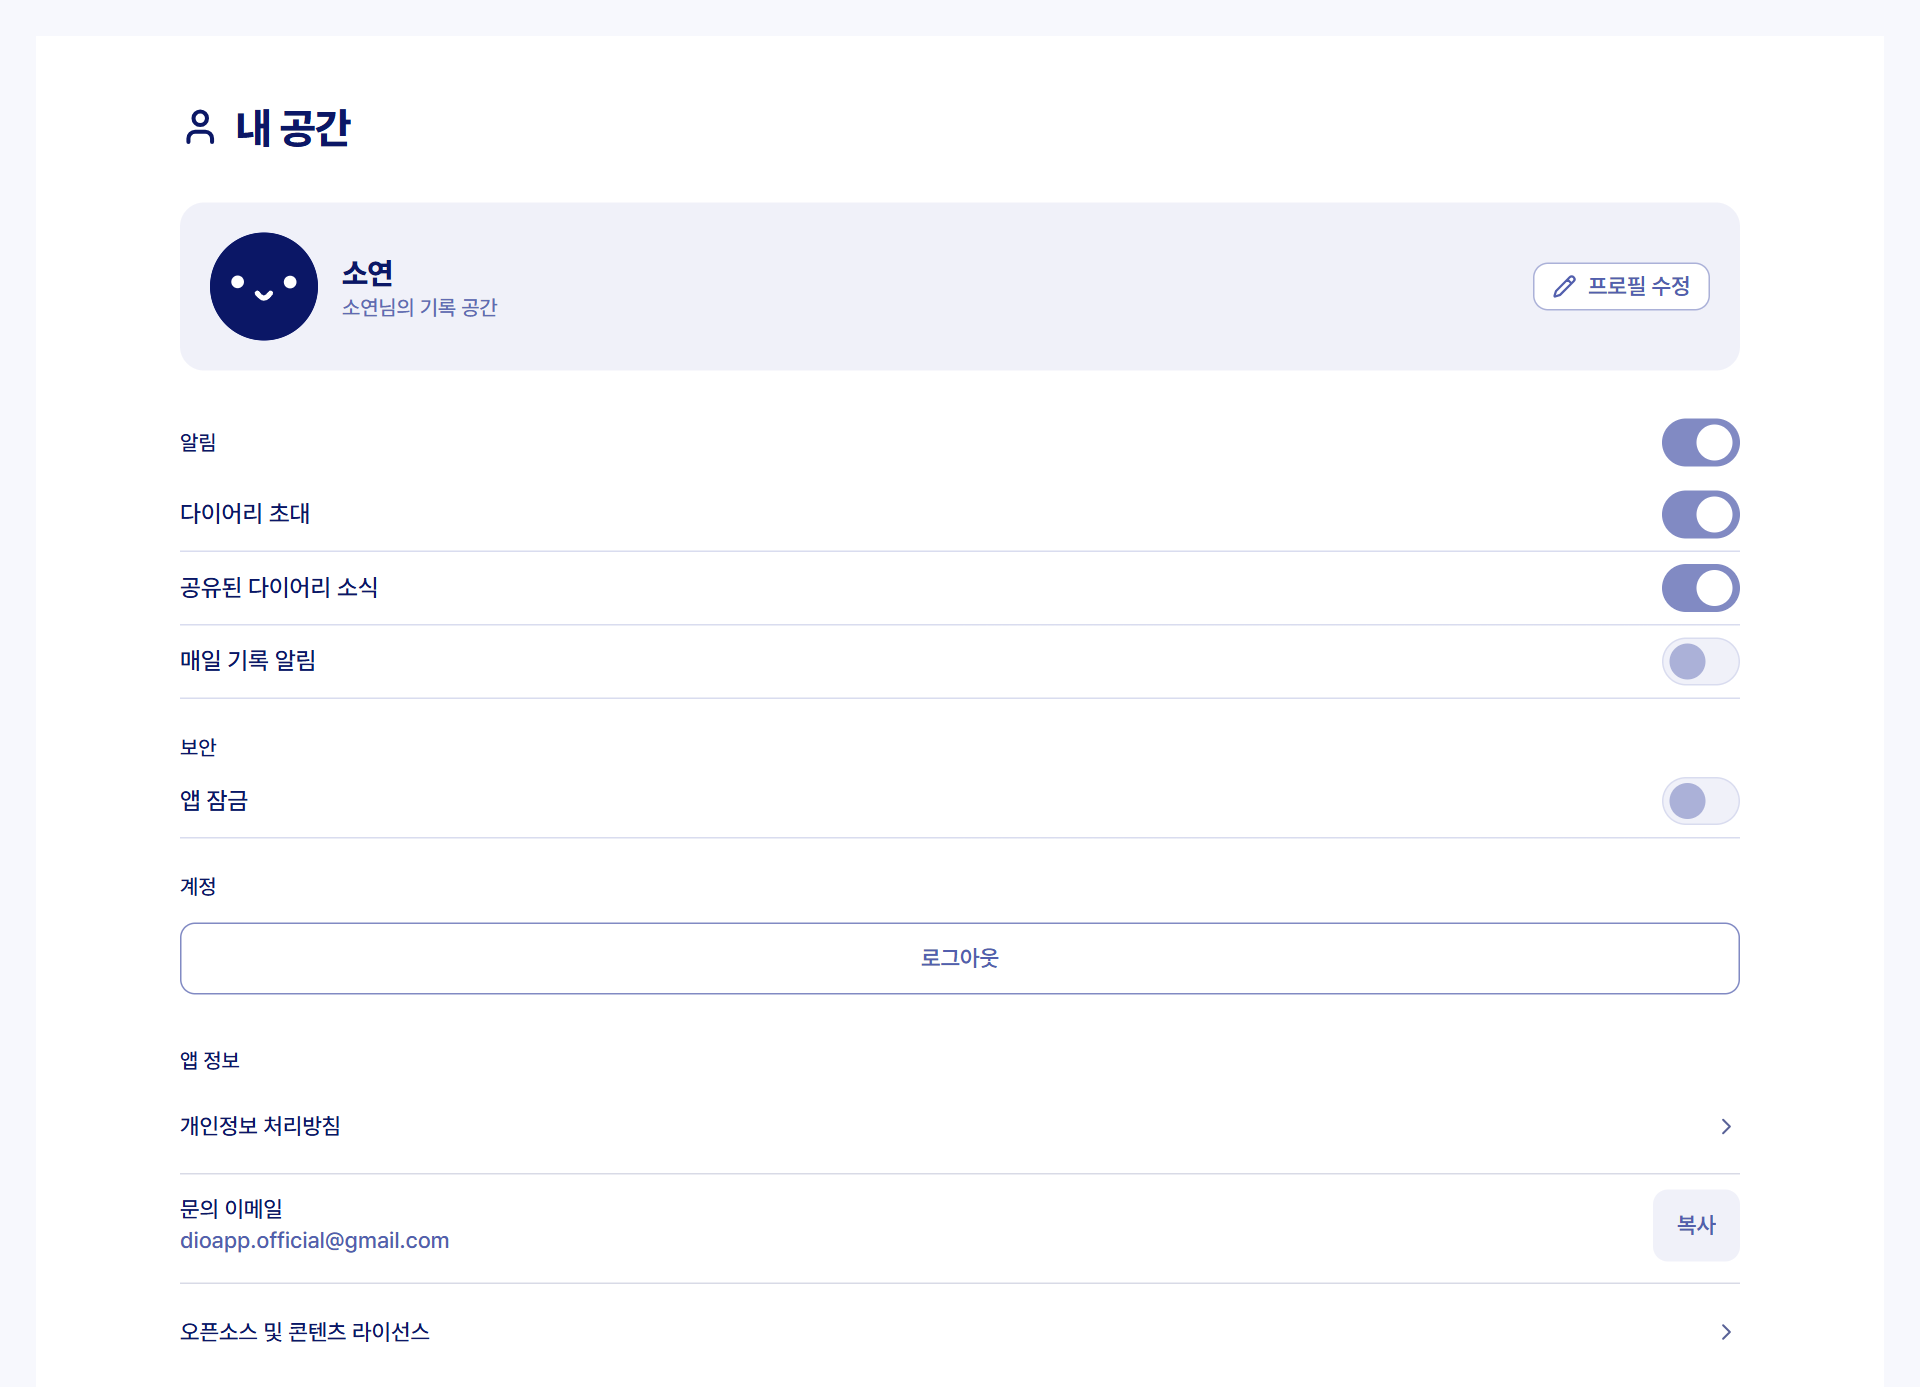 내 공간
소연
소연님의 기록 공간
프로필 수정
알림
다이어리 초대
공유된 다이어리 소식
매일 기록 알림
보안
앱 잠금
계정
로그아웃
앱 정보
개인정보 처리방침
문의 이메일
dioapp.official@gmail.com
복사
오픈소스 및 콘텐츠 라이선스